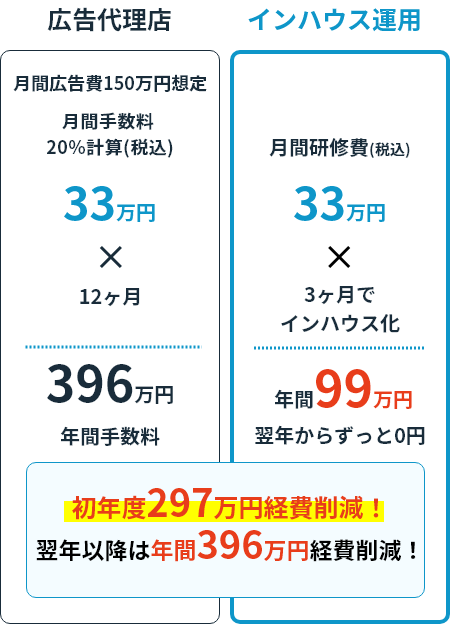 広告代理店
月間広告費150万円想定
月間手数料
20%計算(税込)
33万円
×
12ヶ月
396万円
年間手数料
インハウス運用
月間研修費(税込)
33万円
×
3ヶ月で
インハウス化
年間99万円
翌年からずっと0円
初年度297万円経費削減！
翌年以降は年間396万円経費削減！